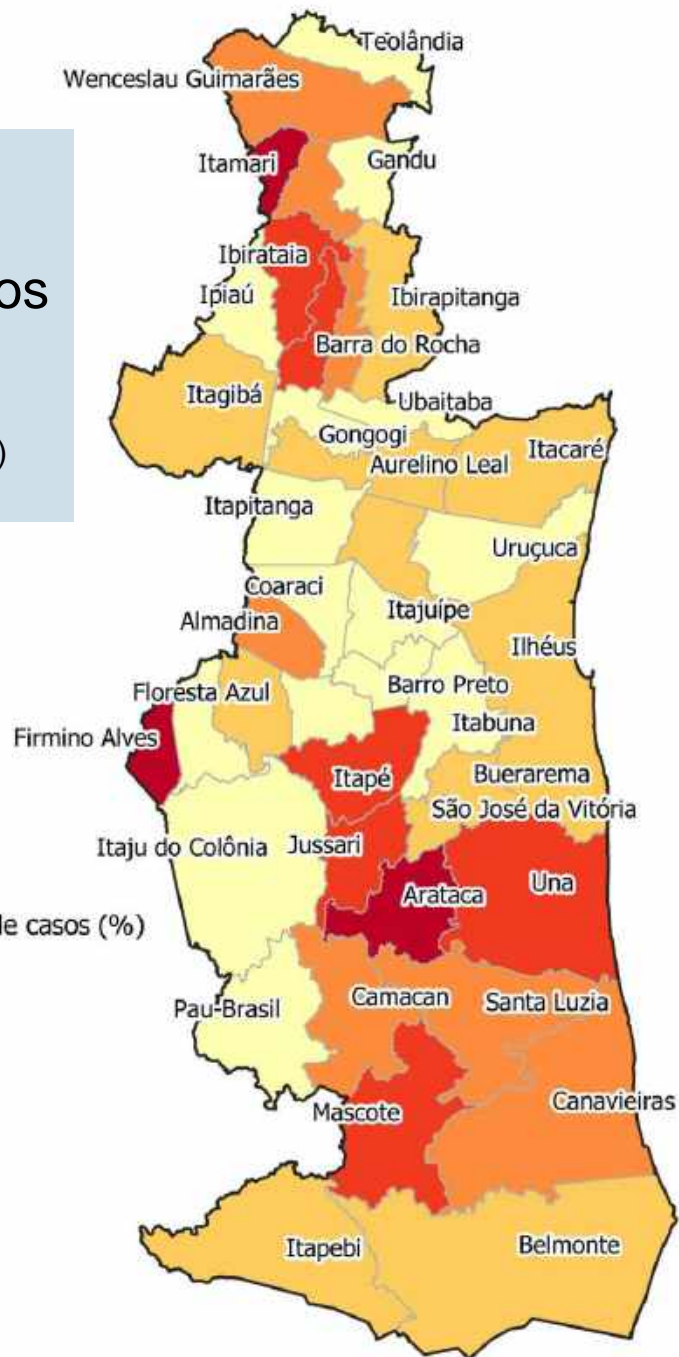 Teolândia
Wenceslau Guimarães
Itamari
Gandu
os
Ibirataia
Ipiaú
Ibirapitanga
Barra do Rocha
Itagibá
Ubaitaba
)
Gongogi
Itacaré
Aurelino Leal
Itapitanga
Uruçuca
Coaraci
Itajuípe
Almadina
Ilhéus
Barro Preto
Floresta Azul
Itabuna
Firmino Alves
Itapé
Buerarema
São José da Vitória
Itaju do Colônia
Jussari
Arataca
Una
de casos (%)
Camacan
Santa Luzia
Pau-Brasil
Mascote
Canavieiras
Itapebi
Belmonte